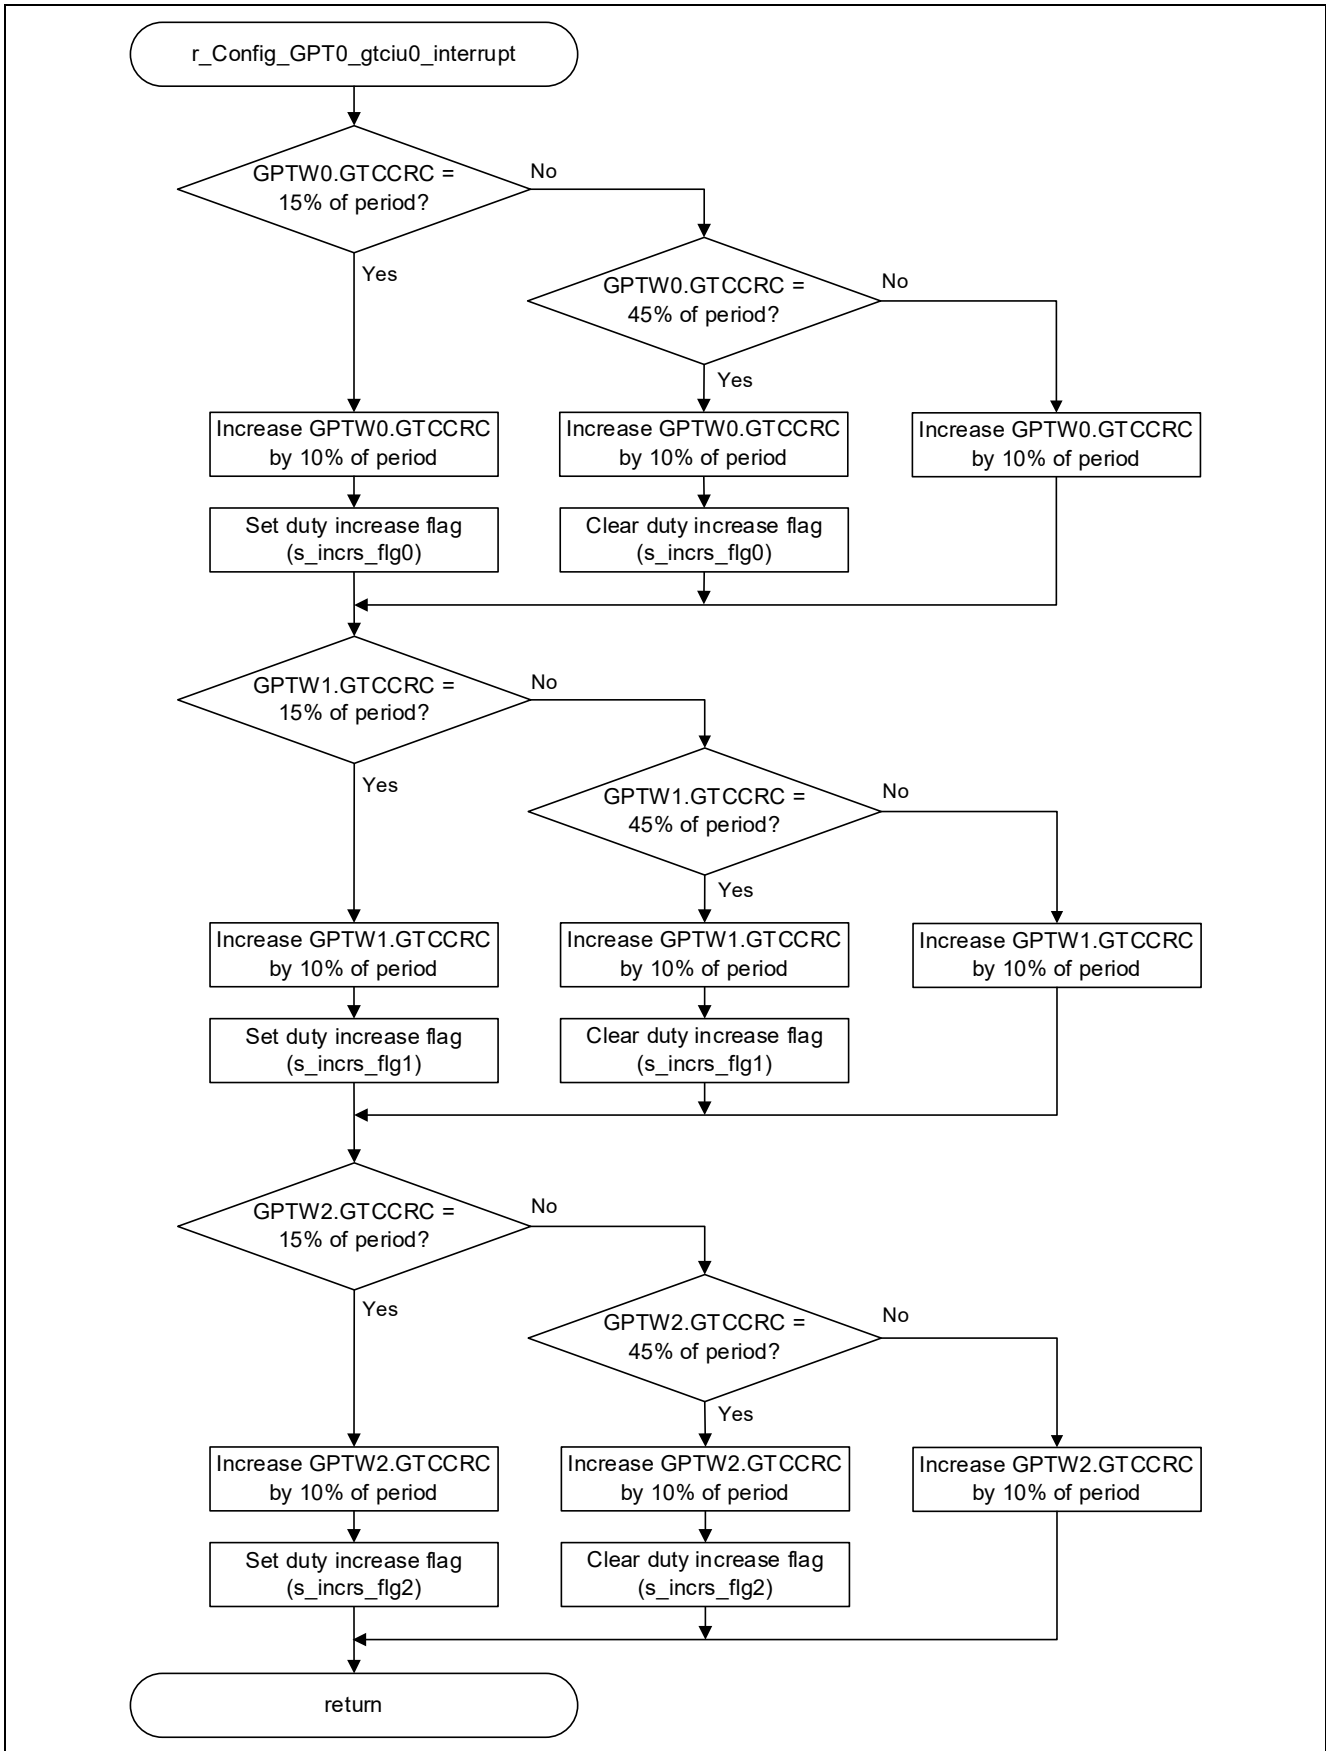 r_Config_GPT0_gtciu0_interrupt
GPTW0.GTCCRC =
15% of period?
No
Yes
GPTW0.GTCCRC =
45% of period?
No
Yes
Increase GPTW0.GTCCRC
by 10% of period
Increase GPTW0.GTCCRC
by 10% of period
Increase GPTW0.GTCCRC
by 10% of period
Set duty increase flag
(s_incrs_flg0)
Clear duty increase flag
(s_incrs_flg0)
GPTW1.GTCCRC =
15% of period?
No
Yes
GPTW1.GTCCRC =
45% of period?
No
Yes
Increase GPTW1.GTCCRC
by 10% of period
Increase GPTW1.GTCCRC
by 10% of period
Increase GPTW1.GTCCRC
by 10% of period
Set duty increase flag
(s_incrs_flg1)
Clear duty increase flag
(s_incrs_flg1)
GPTW2.GTCCRC =
15% of period?
No
Yes
GPTW2.GTCCRC =
45% of period?
No
Yes
Increase GPTW2.GTCCRC
by 10% of period
Increase GPTW2.GTCCRC
by 10% of period
Increase GPTW2.GTCCRC
by 10% of period
Set duty increase flag
(s_incrs_flg2)
Clear duty increase flag
(s_incrs_flg2)
return